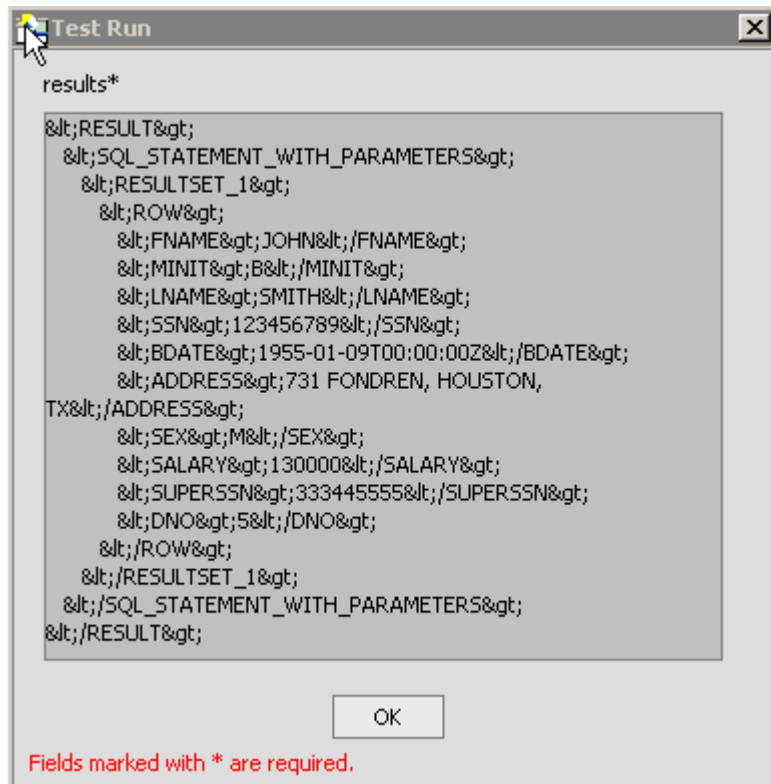 Test Run
results*
&lt;RESULT&gt;
&lt;SQL_STATEMENT_WITH_PARAMETERS&gt;
&lt;RESULTSET_1&gt;
&lt;ROW&gt;
&lt;FNAME&gt;JOHN&lt;/FNAME&gt;
&lt;MINIT&gt;B&lt;/MINIT&gt;
&lt;LNAME&gt;SMITH&lt;/LNAME&gt;
&lt;SSN&gt;123456789&lt;/SSN&gt;
&lt;BDATE&gt;1955-01-09T00:00:00Z&lt;/BDATE&gt;
&lt;ADDRESS&gt;731 FONDREN, HOUSTON,
TX&lt;/ADDRESS&gt;
&lt;SEX&gt;M&lt;/SEX&gt;
&lt;SALARY&gt;130000&lt;/SALARY&gt;
&lt;SUPERSSN&gt;333445555&lt;/SUPERSSN&gt;
&lt;DNO&gt;5&lt;/DNO&gt;
&lt;/ROW&gt;
&lt;/RESULTSET_1&gt;
&lt;/SQL_STATEMENT_WITH_PARAMETERS&gt;
&lt;/RESULT&gt;
OK
Fields marked with * are required.